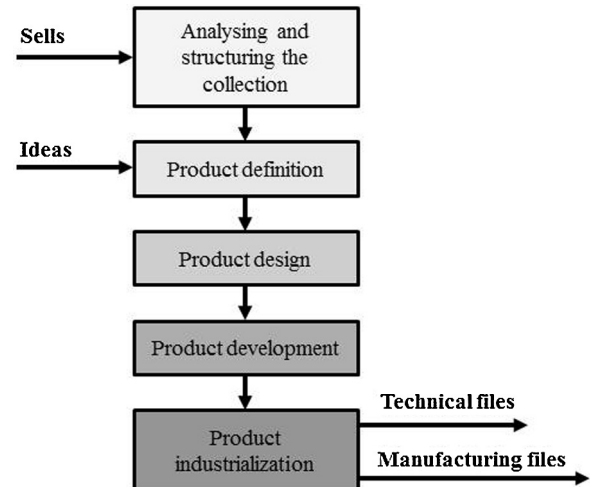 Sells
Analysing and
structuring the
collection
Ideas
Product definition
Product design
Product development
Product
industrialization
Technical files
Manufacturing files